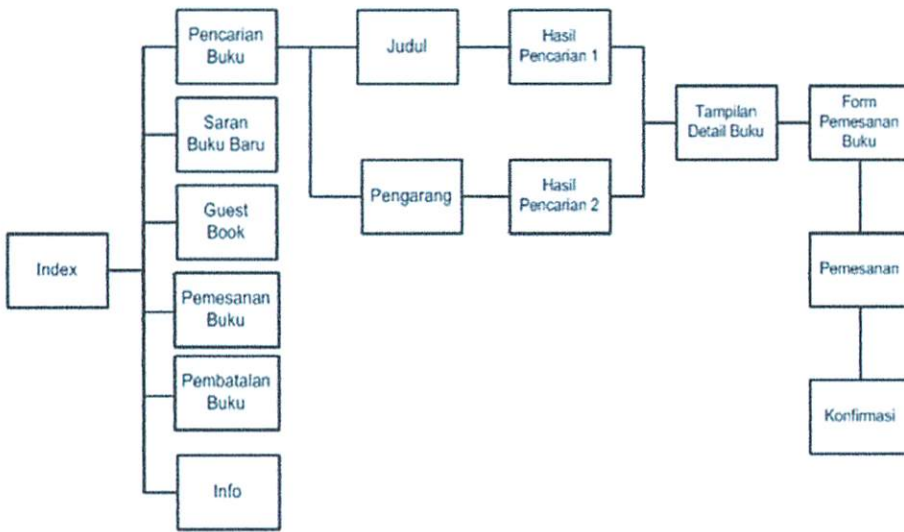 Pencarian
Buku
Judul
Hasil
Pencarian 1
Saran
Buku Baru
Tampilan
Detail Buku
Form
Pemesanan
Buku
Guest
Book
Pengarang
Hasil
Pencarian 2
Index
Pemesanan
Pemesanan
Buku
Pembatalan
Buku
Konfirmasi
Info